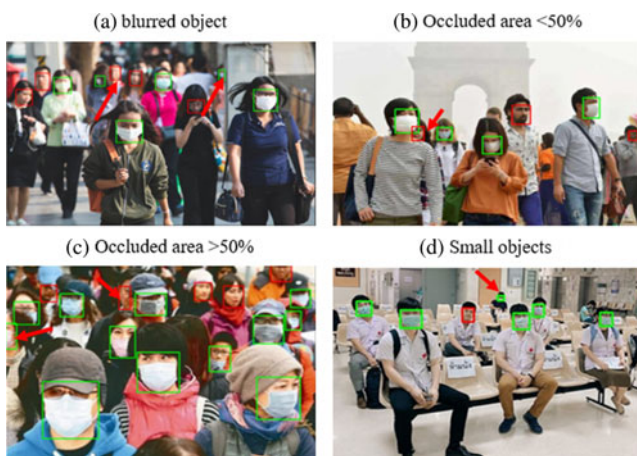 (a) blurred object
(b) Occluded area <50%
(c) Occluded area >50%
(d) Small objects